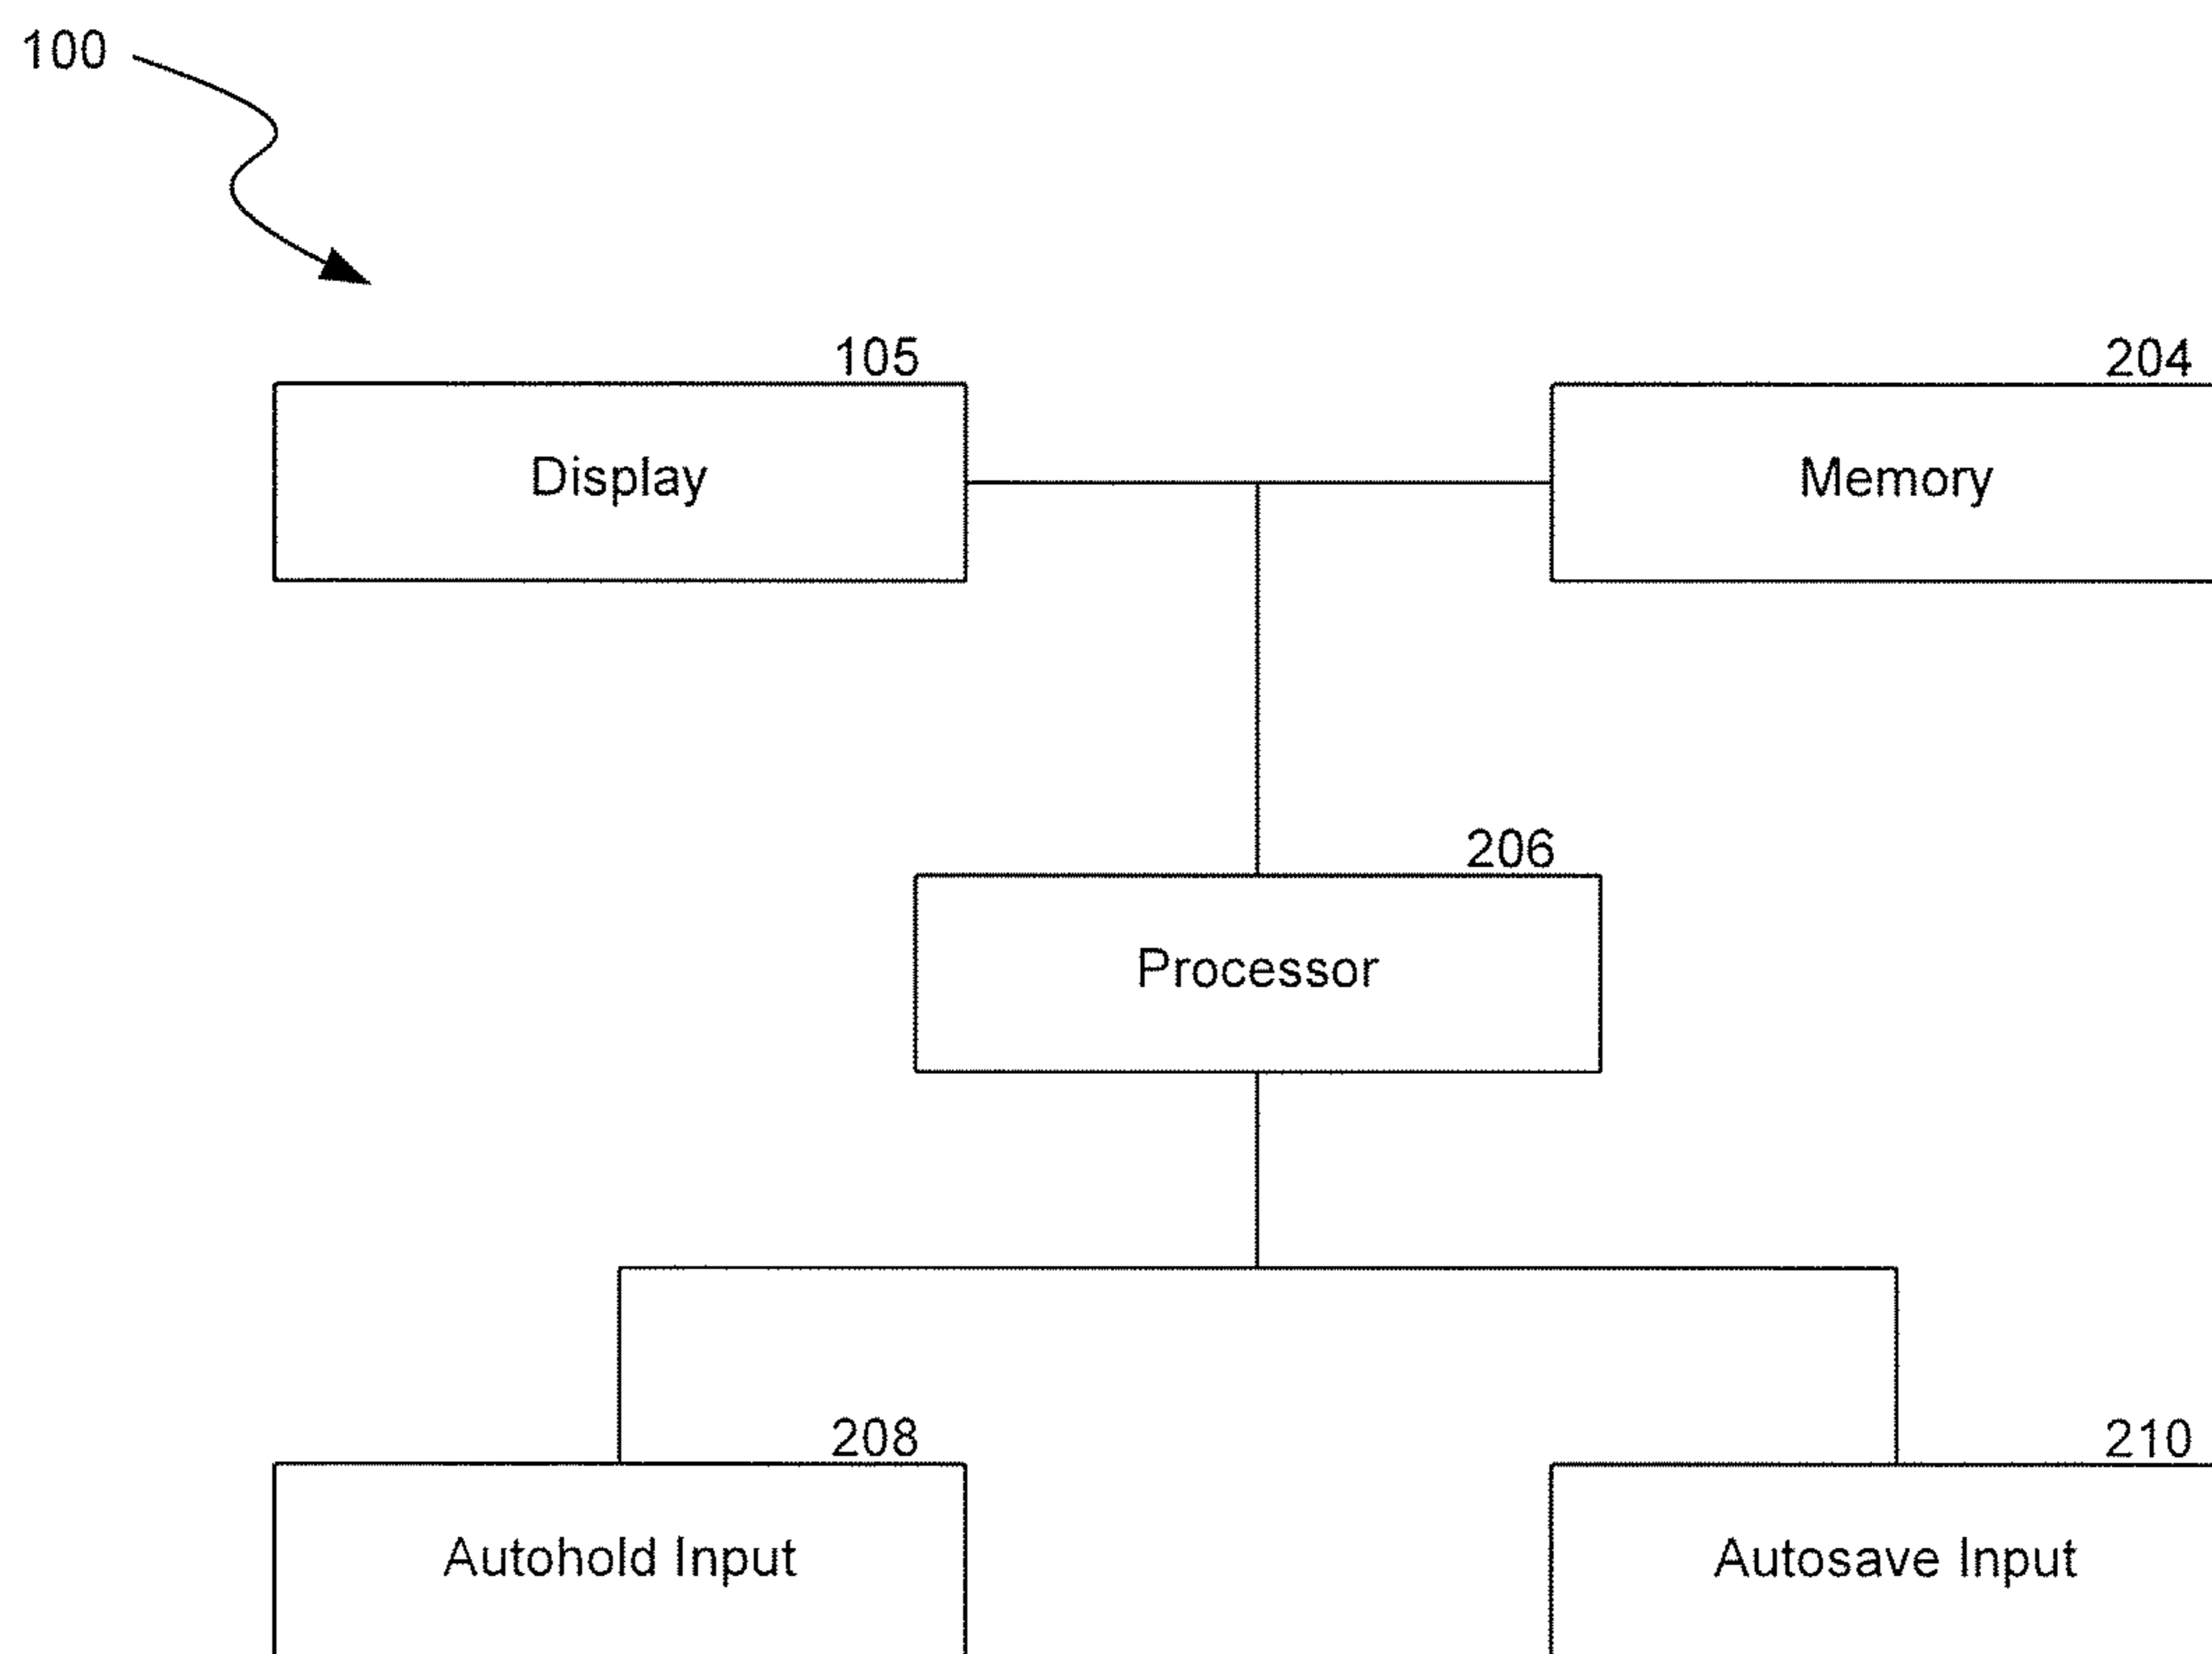 100
105
204
Display
Memory
206
Processor
208
210
Autohold Input
Autosave Input